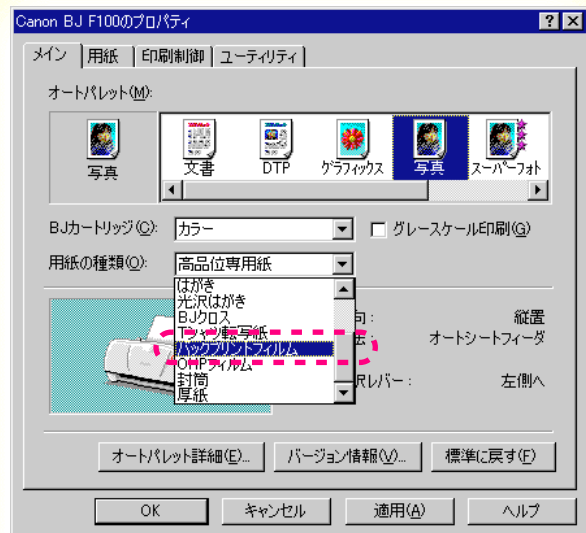 Canon BJ F100のプロパティ
メイン 用紙 印刷制御 ユーティリティ
オートパレット(M):
写真 文書 DTP グラフィックス 写真 スーパーフォト
BJカートリッジ(C): カラー グレースケール印刷(G)
用紙の種類(O): 高品位専用紙
はがき
光沢はがき
BJクロス
Tシャツ転写紙
バックプリントフィルム
OHPフィルム
封筒
厚紙
向: 縦置
法: オートシートフィーダ
尺レバー: 左側へ
オートパレット詳細(E)... バージョン情報(V)... 標準に戻す(F)
OK キャンセル 適用(A) ヘルプ